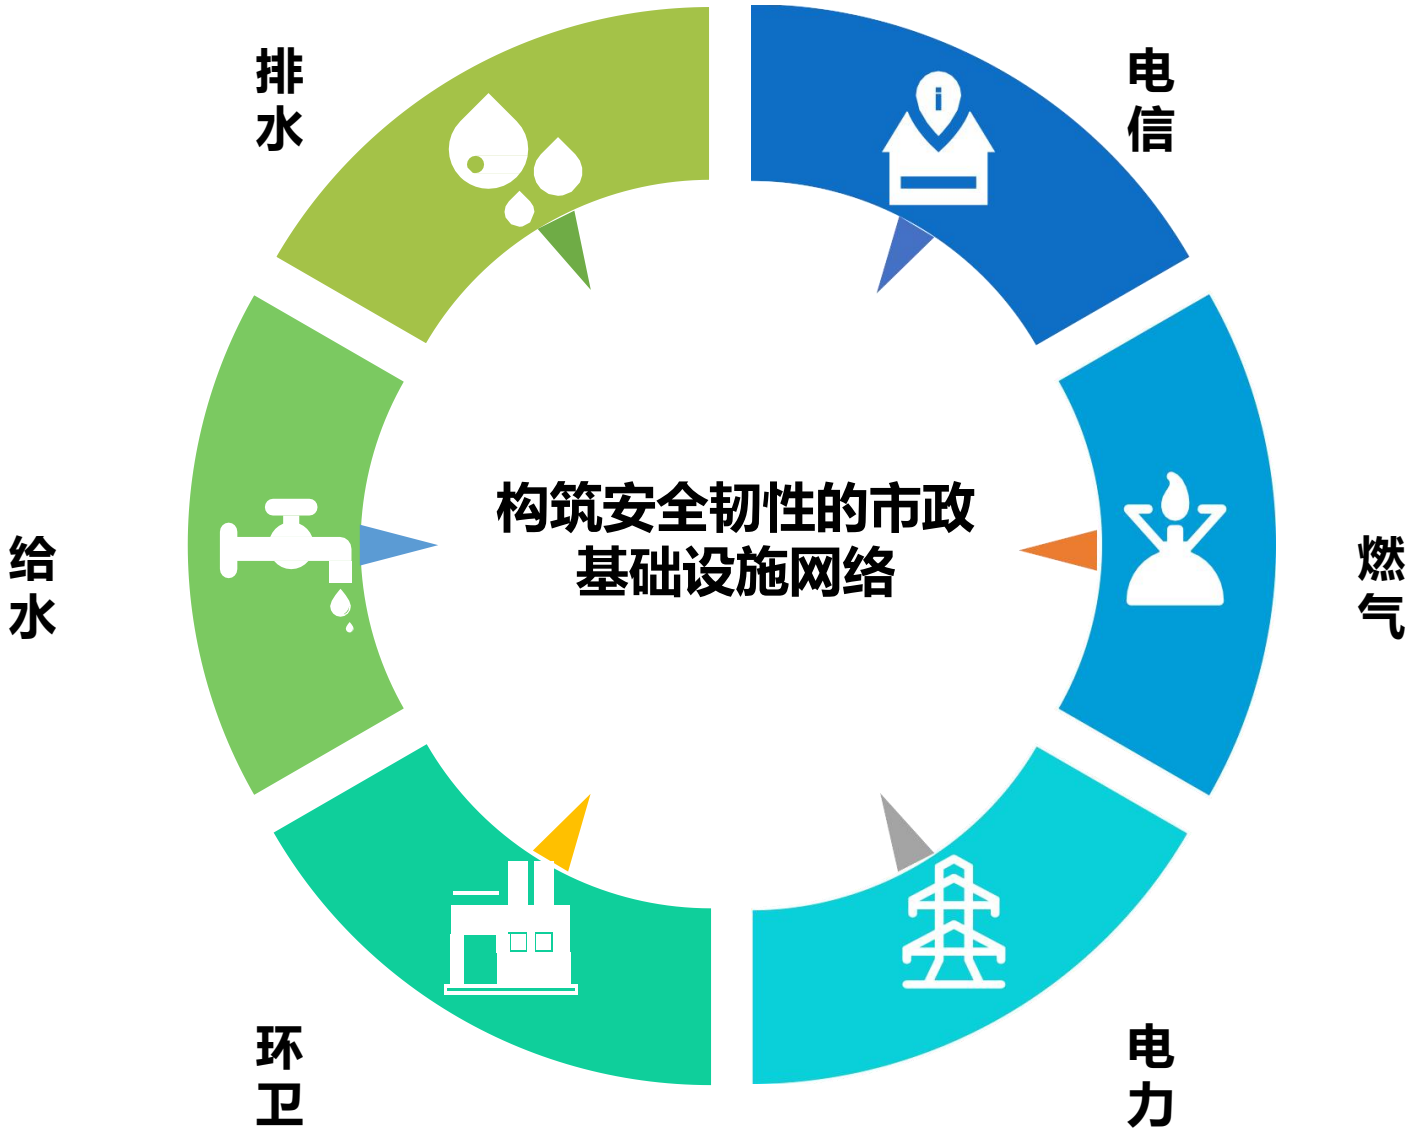 排
水
电
信
i
构筑安全韧性的市政
基础设施网络
给
水
燃
气
环
卫
电
力